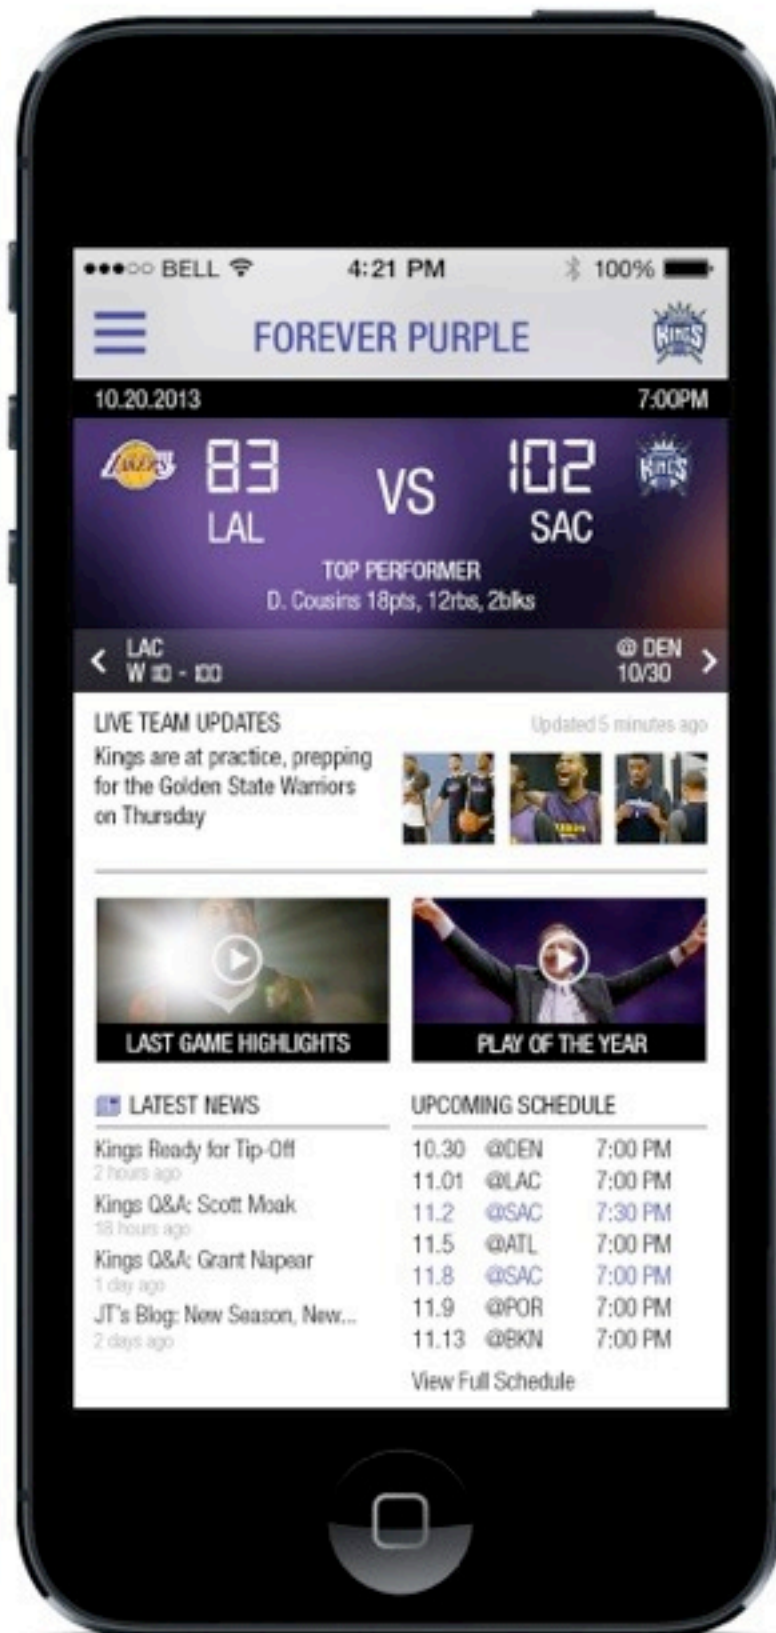 BELL 4:21 PM 100%
FOREVER PURPLE
KINGS
10.20.2013 7:00PM
LAKERS 83 VS 102 KINGS
LAL SAC
TOP PERFORMER
D. Cousins 18pts, 12rbs, 2blks
LAC
W 110 - 100
@ DEN
10/30
LIVE TEAM UPDATES
Updated 5 minutes ago
Kings are at practice, prepping
for the Golden State Warriors
on Thursday
LAST GAME HIGHLIGHTS
PLAY OF THE YEAR
LATEST NEWS
Kings Ready for Tip-Off
2 hours ago
Kings Q&A: Scott Moak
18 hours ago
Kings Q&A: Grant Napear
1 day ago
JT's Blog: New Season, New...
2 days ago
UPCOMING SCHEDULE
10.30 @DEN 7:00 PM
11.01 @LAC 7:00 PM
11.2 @SAC 7:30 PM
11.5 @ATL 7:00 PM
11.8 @SAC 7:00 PM
11.9 @POR 7:00 PM
11.13 @BKN 7:00 PM
View Full Schedule